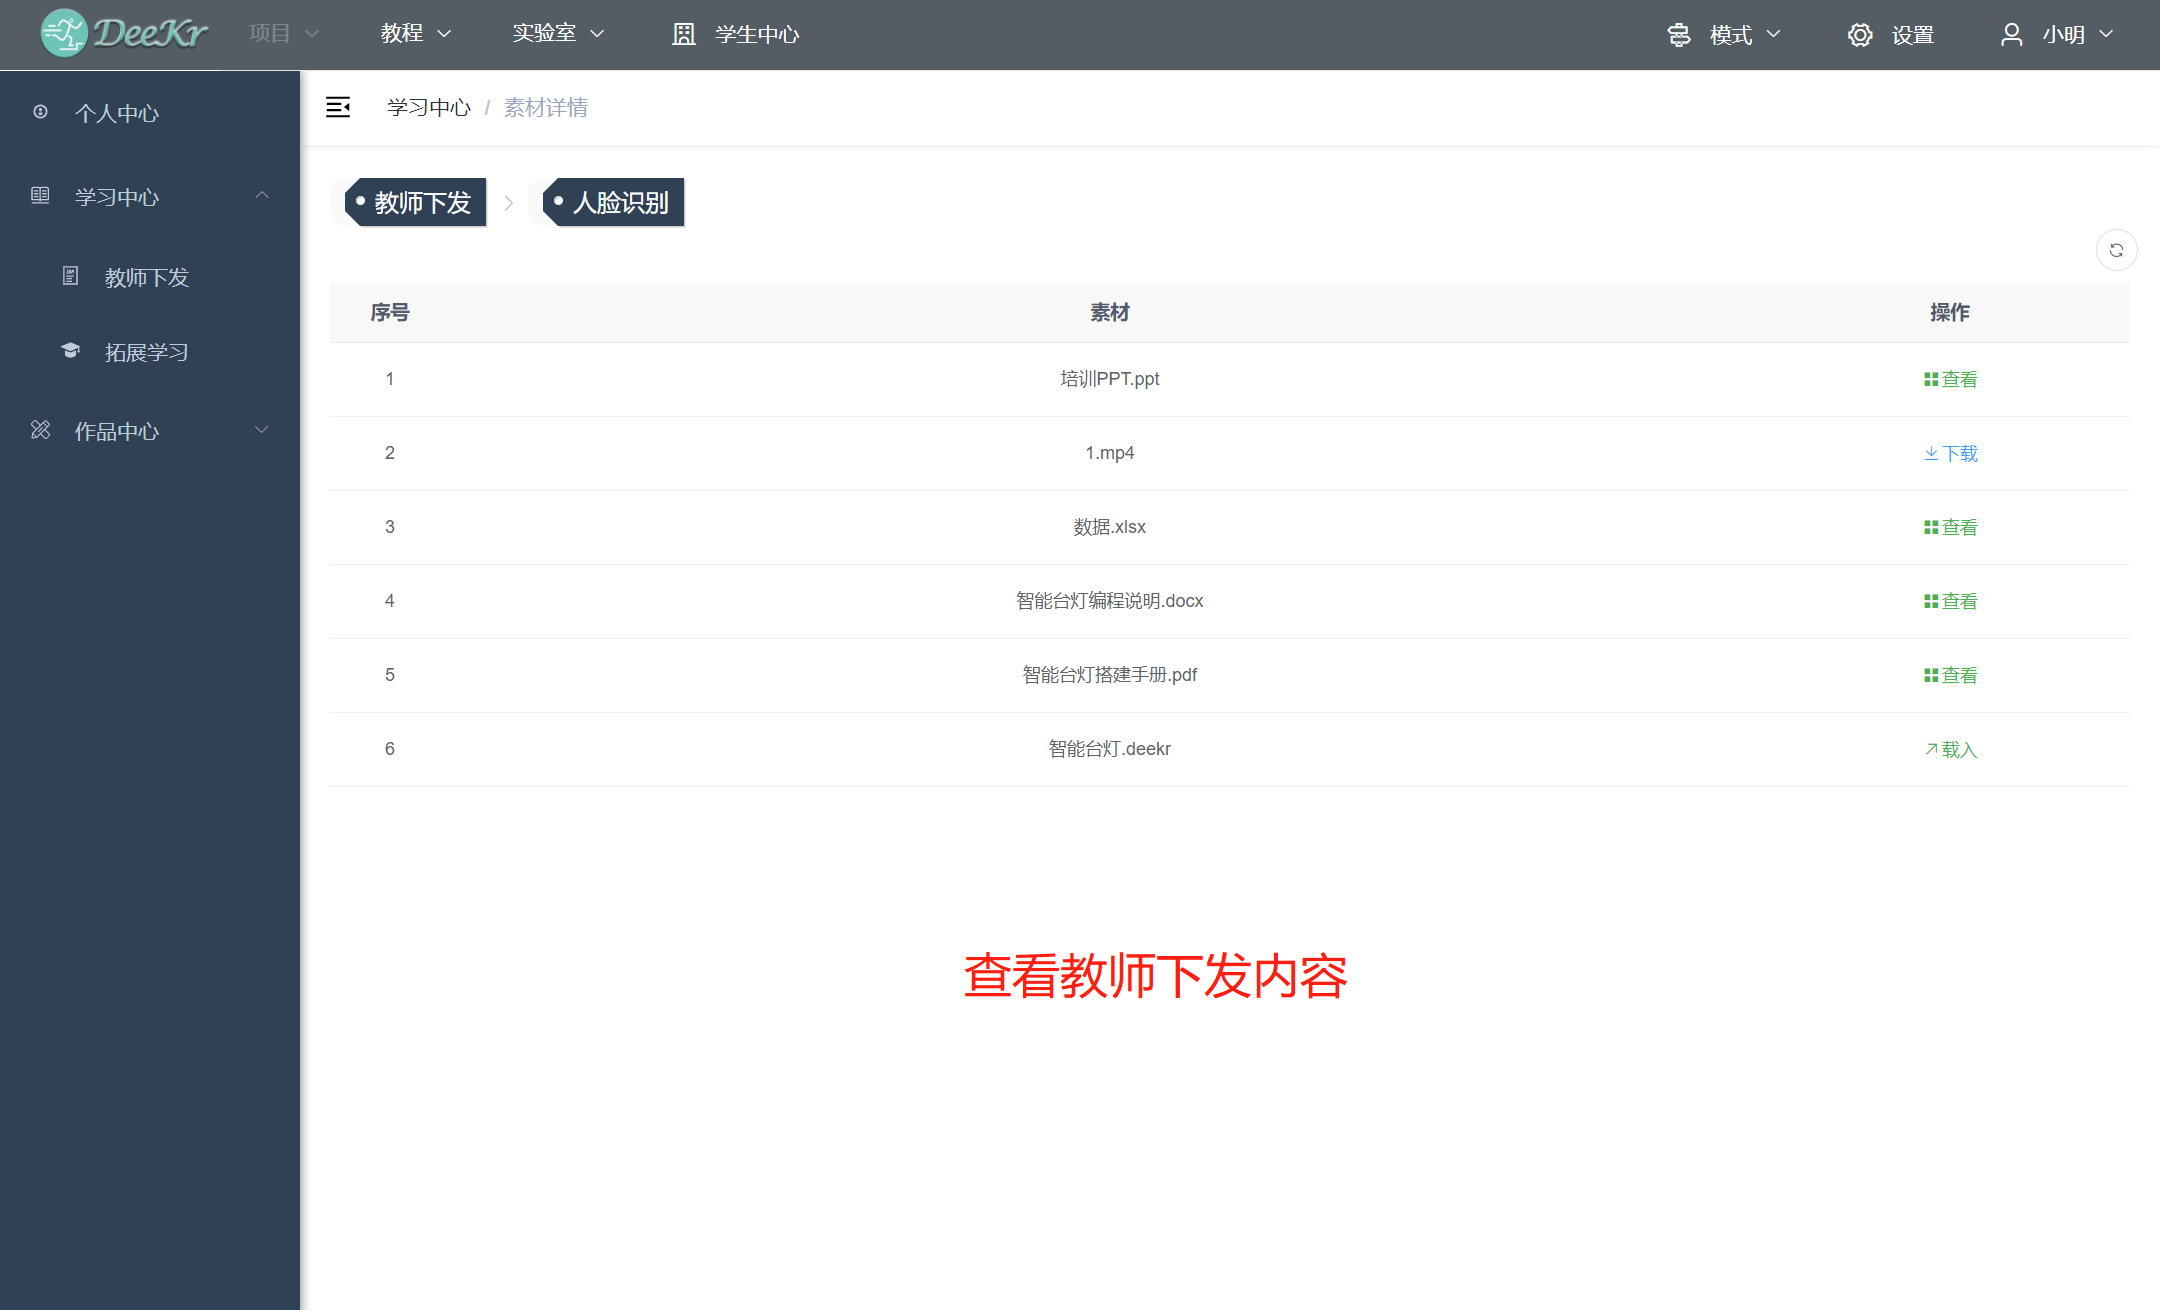 DeeKr 项目 教程 实验室 学生中心 模式 设置 小明
个人中心
学习中心
教师下发
拓展学习
作品中心
学习中心 / 素材详情
教师下发 人脸识别
序号 素材 操作
1 培训PPT.ppt 查看
2 1.mp4 下载
3 数据.xlsx 查看
4 智能台灯编程说明.docx 查看
5 智能台灯搭建手册.pdf 查看
6 智能台灯.deekr 载入
查看教师下发内容